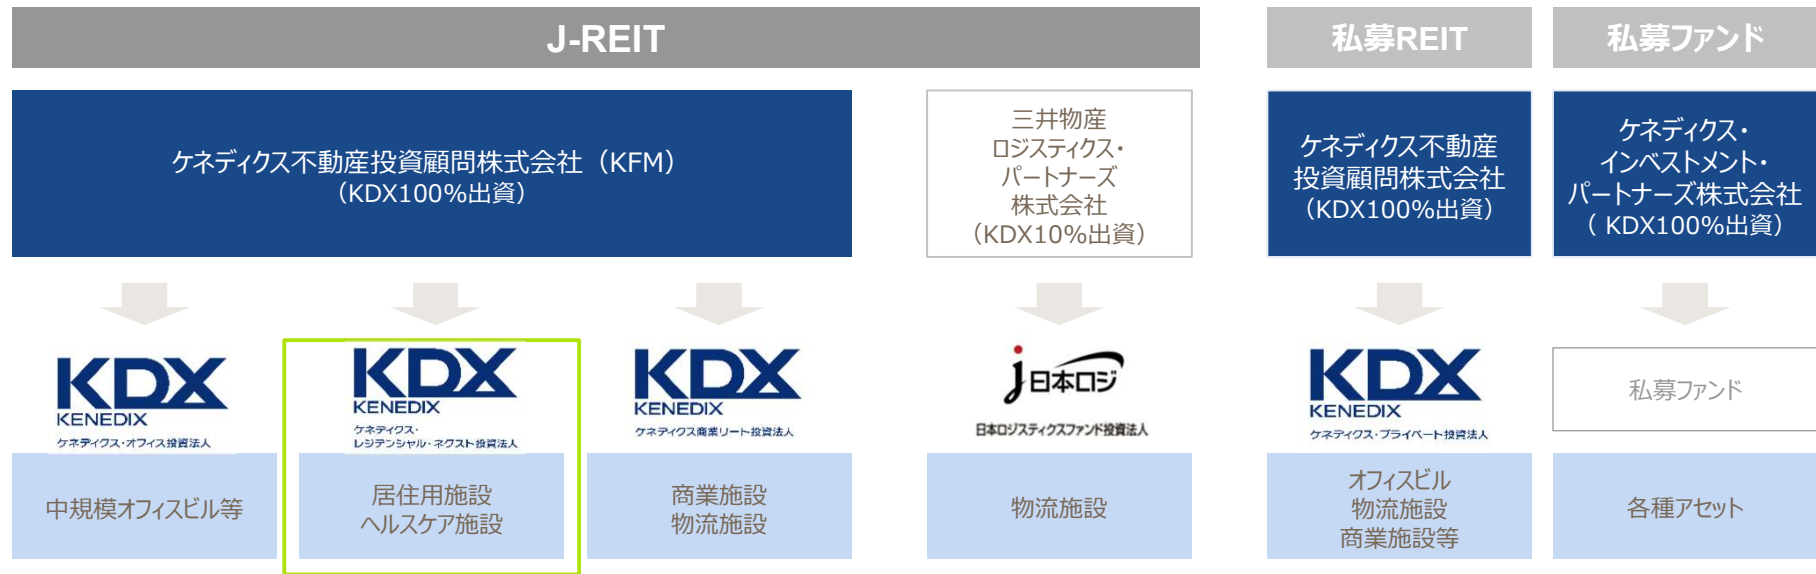 J-REIT
私募REIT
私募ファンド
ケネディクス不動産投資顧問株式会社（KFM）
（KDX100%出資）
三井物産
ロジスティクス・
パートナーズ
株式会社
（KDX10%出資）
ケネディクス不動産
投資顧問株式会社
（KDX100%出資）
ケネディクス・
インベストメント・
パートナーズ株式会社
（ KDX100%出資）
KDX
KENEDIX
ケネディクス・オフィス投資法人
KDX
KENEDIX
ケネディクス・
レジデンシャル・ネクスト投資法人
KDX
KENEDIX
ケネディクス商業リート投資法人
j日本ロジ
日本ロジスティクスファンド投資法人
KDX
KENEDIX
ケネディクス・プライベート投資法人
私募ファンド
中規模オフィスビル等
居住用施設
ヘルスケア施設
商業施設
物流施設
物流施設
オフィスビル
物流施設
商業施設等
各種アセット